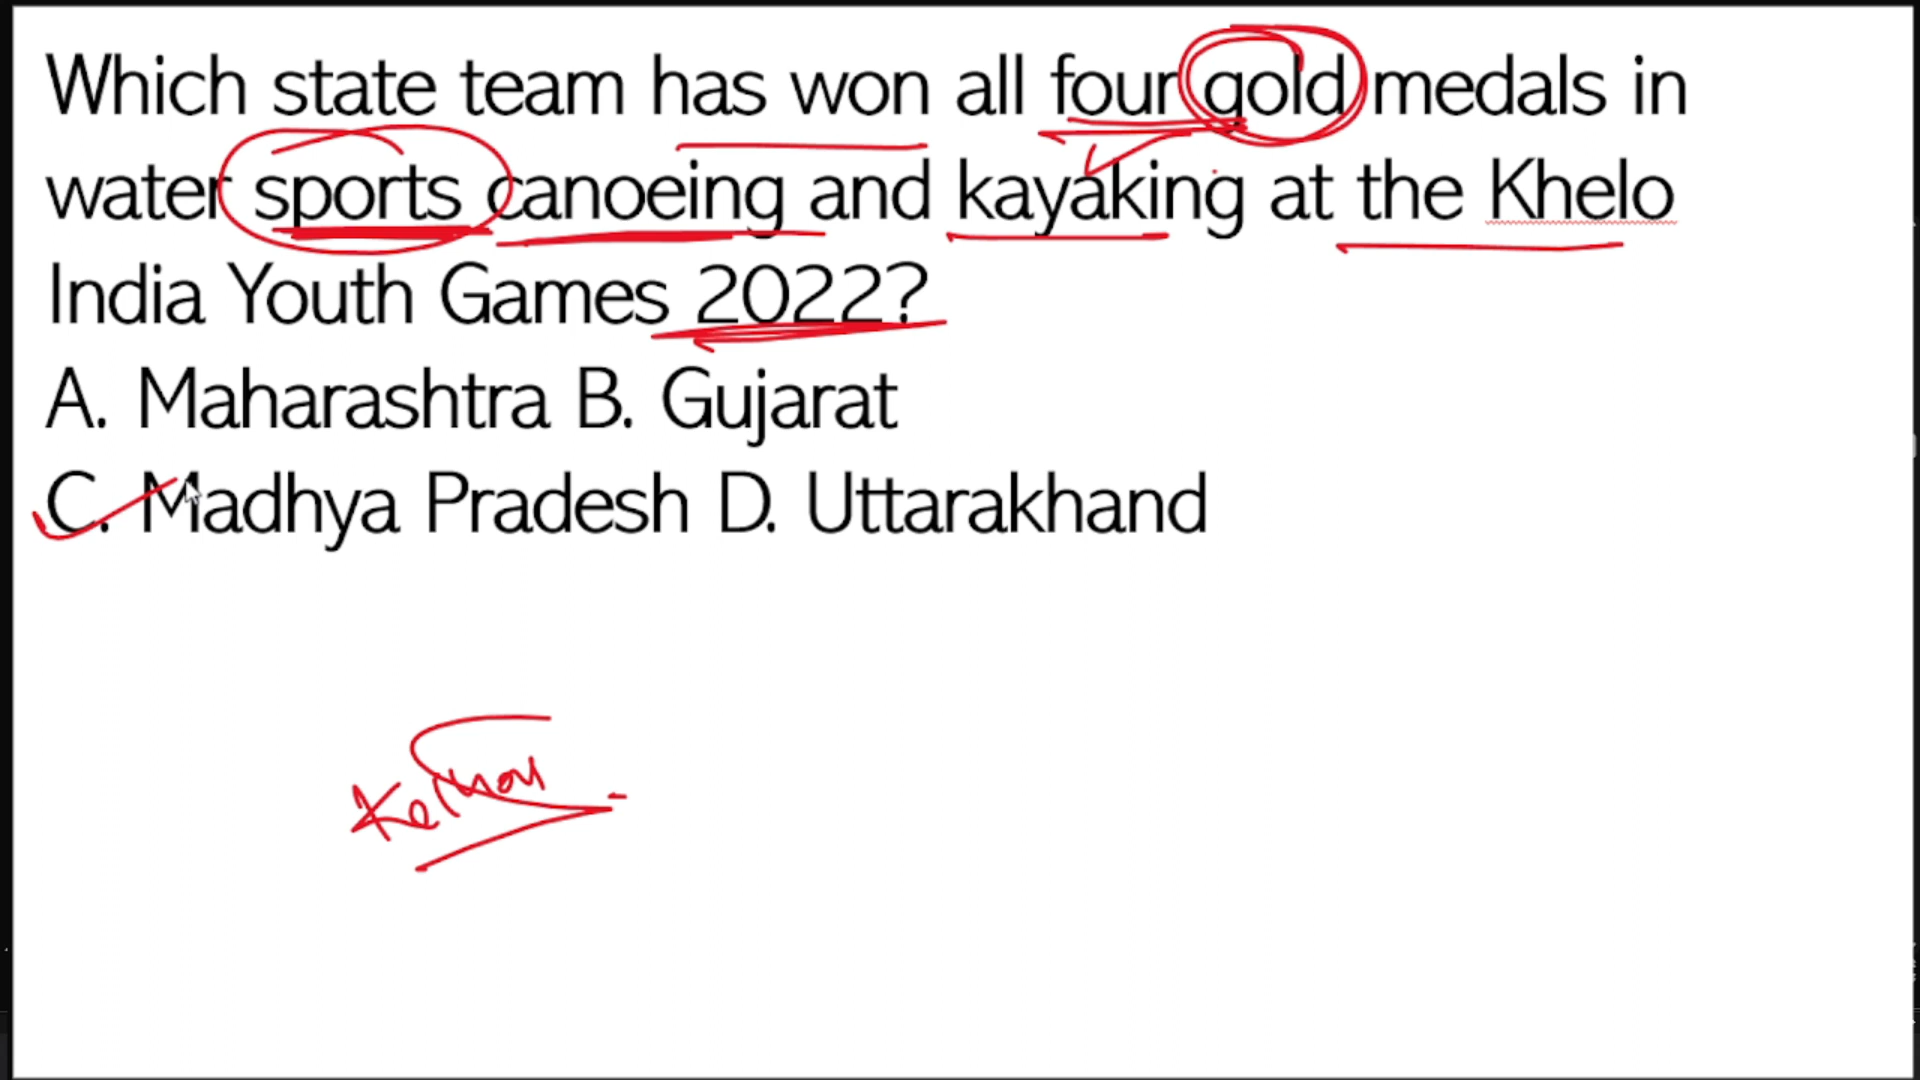 Which state team has won all four gold medals in
water sports canoeing and kayaking at the Khelo
India Youth Games 2022?
A. Maharashtra B. Gujarat
C. Madhya Pradesh D. Uttarakhand